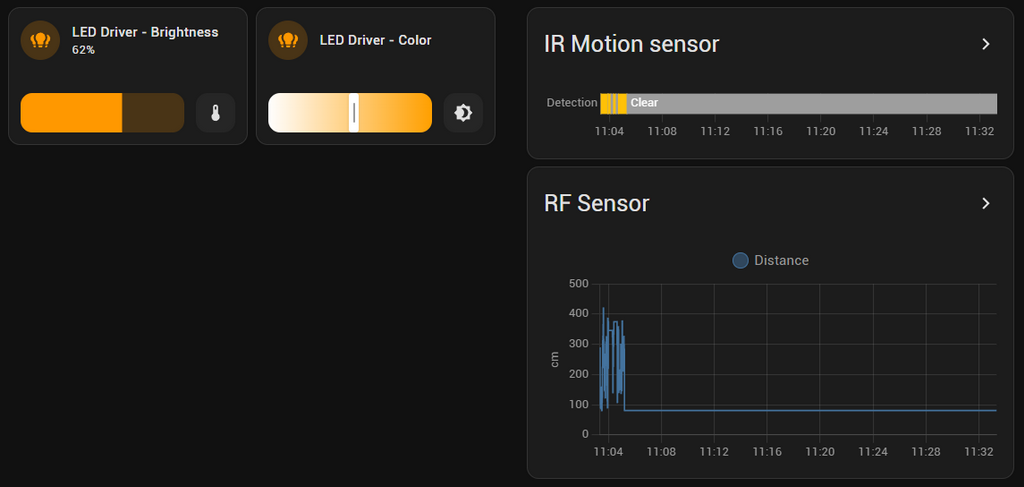 LED Driver - Brightness
62%
LED Driver - Color
IR Motion sensor
Detection Clear
11:04 11:08 11:12 11:16 11:20 11:24 11:28 11:32
RF Sensor
Distance
500
400
300
200
100
0
cm
11:04 11:08 11:12 11:16 11:20 11:24 11:28 11:32